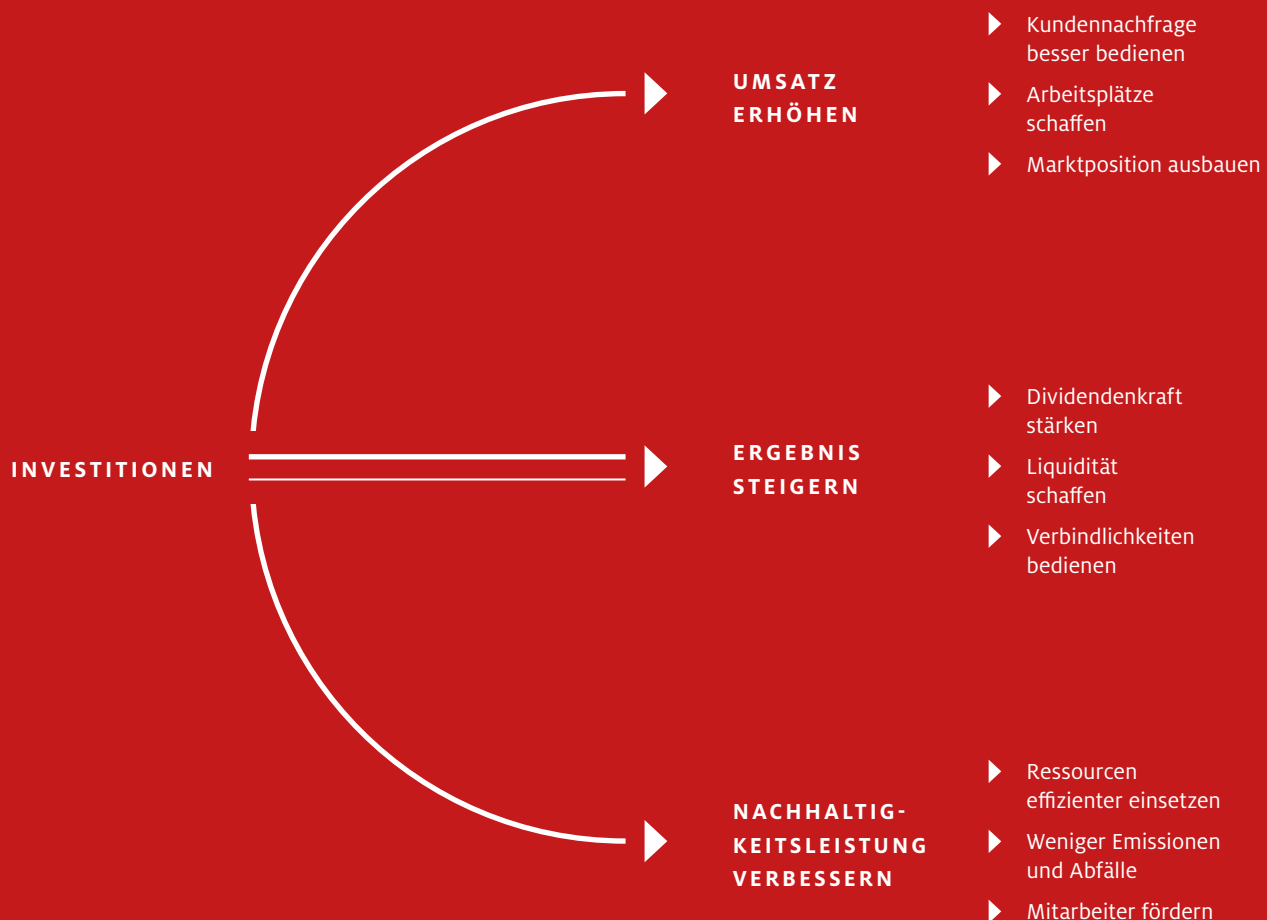 Kundennachfrage
besser bedienen
UMSATZ
ERHÖHEN
Arbeitsplätze
schaffen
Marktposition ausbauen
INVESTITIONEN
ERGEBNIS
STEIGERN
Dividendenkraft
stärken
Liquidität
schaffen
Verbindlichkeiten
bedienen
NACHHALTIG-
KEITSLEISTUNG
VERBESSERN
Ressourcen
effizienter einsetzen
Weniger Emissionen
und Abfälle
Mitarbeiter fördern